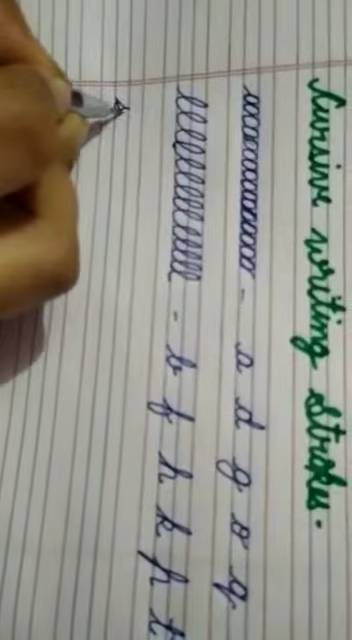 Cursive writing strokes.
- a d g o q
- b f h k p t